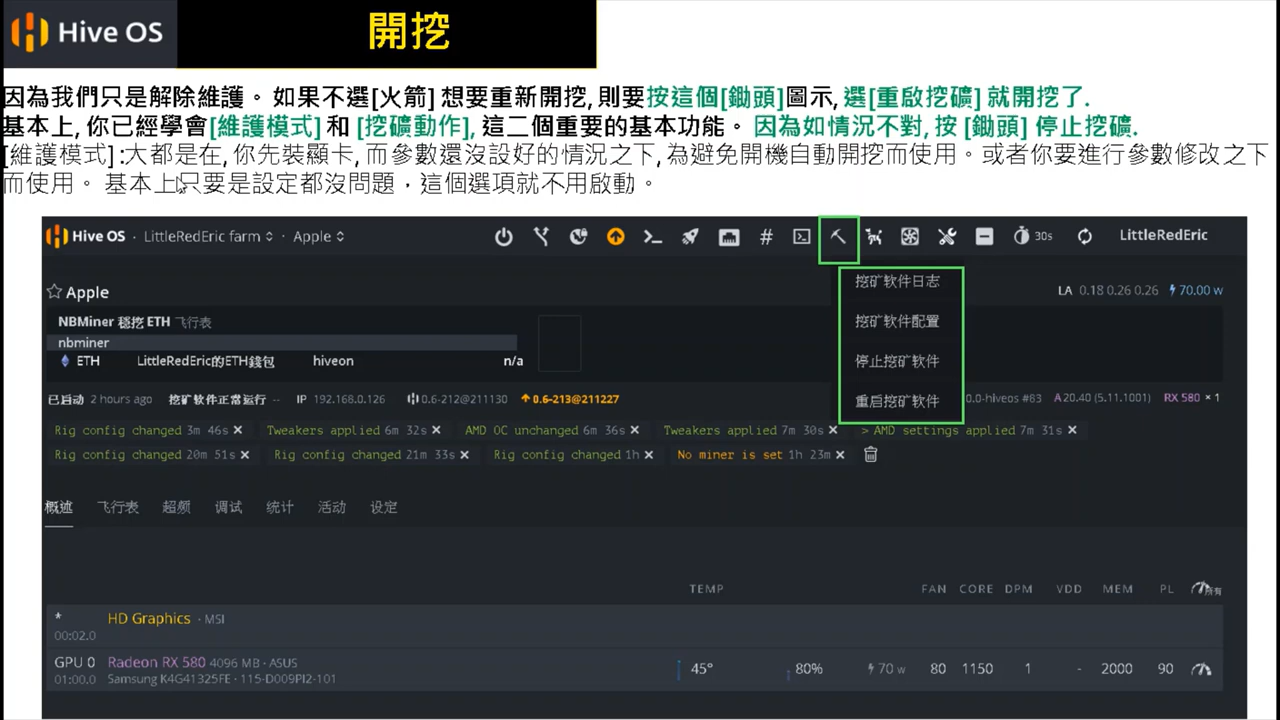 Hive OS
開挖
因為我們只是解除維護。如果不選[火箭] 想要重新開挖, 則要按這個[鋤頭]圖示, 選[重啟挖礦] 就開挖了.
基本上, 你已經學會[維護模式] 和 [挖礦動作], 這二個重要的基本功能。 因為如情況不對, 按 [鋤頭] 停止挖礦.
[維護模式] :大都是在, 你先裝顯卡, 而參數還沒設好的情況之下, 為避免開機自動開挖而使用。或者你要進行參數修改之下
而使用。 基本上只要是設定都沒問題，這個選項就不用啟動。
Hive OS · LittleRedEric farm · Apple 30s LittleRedEric
挖矿软件日志
挖矿软件配置
停止挖矿软件
重启挖矿软件
Apple LA 0.18 0.26 0.26 70.00 w
NBMiner 穩挖 ETH 飞行表
nbminer
ETH LittleRedEric的ETH錢包 hiveon n/a
已启动 2 hours ago 挖矿软件正常运行 -- IP 192.168.0.126 0.6-212@211130 0.6-213@211227 0.0-hiveos #83 A 20.40 (5.11.1001) RX 580 × 1
Rig config changed 3m 46s × Tweakers applied 6m 32s × AMD OC unchanged 6m 36s × Tweakers applied 7m 30s × > AMD settings applied 7m 31s ×
Rig config changed 20m 51s × Rig config changed 21m 33s × Rig config changed 1h × No miner is set 1h 23m ×
概述 飞行表 超频 调试 统计 活动 设定
TEMP FAN CORE DPM VDD MEM PL 所有
* HD Graphics · MSI
00:02.0
GPU 0 Radeon RX 580 4096 MB · ASUS 45° 80% 70 w 80 1150 1 - 2000 90
01:00.0 Samsung K4G41325FE · 115-D009PI2-101